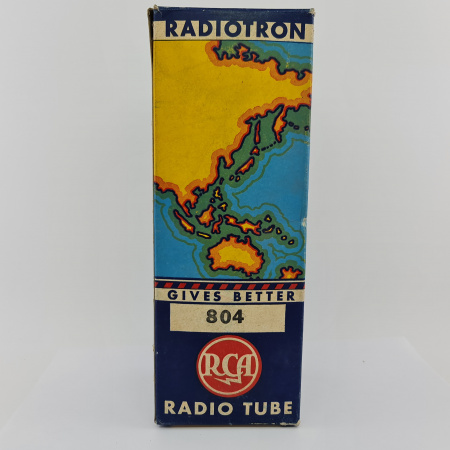 RADIOTRON
GIVES BETTER
804
RCA
RADIO TUBE